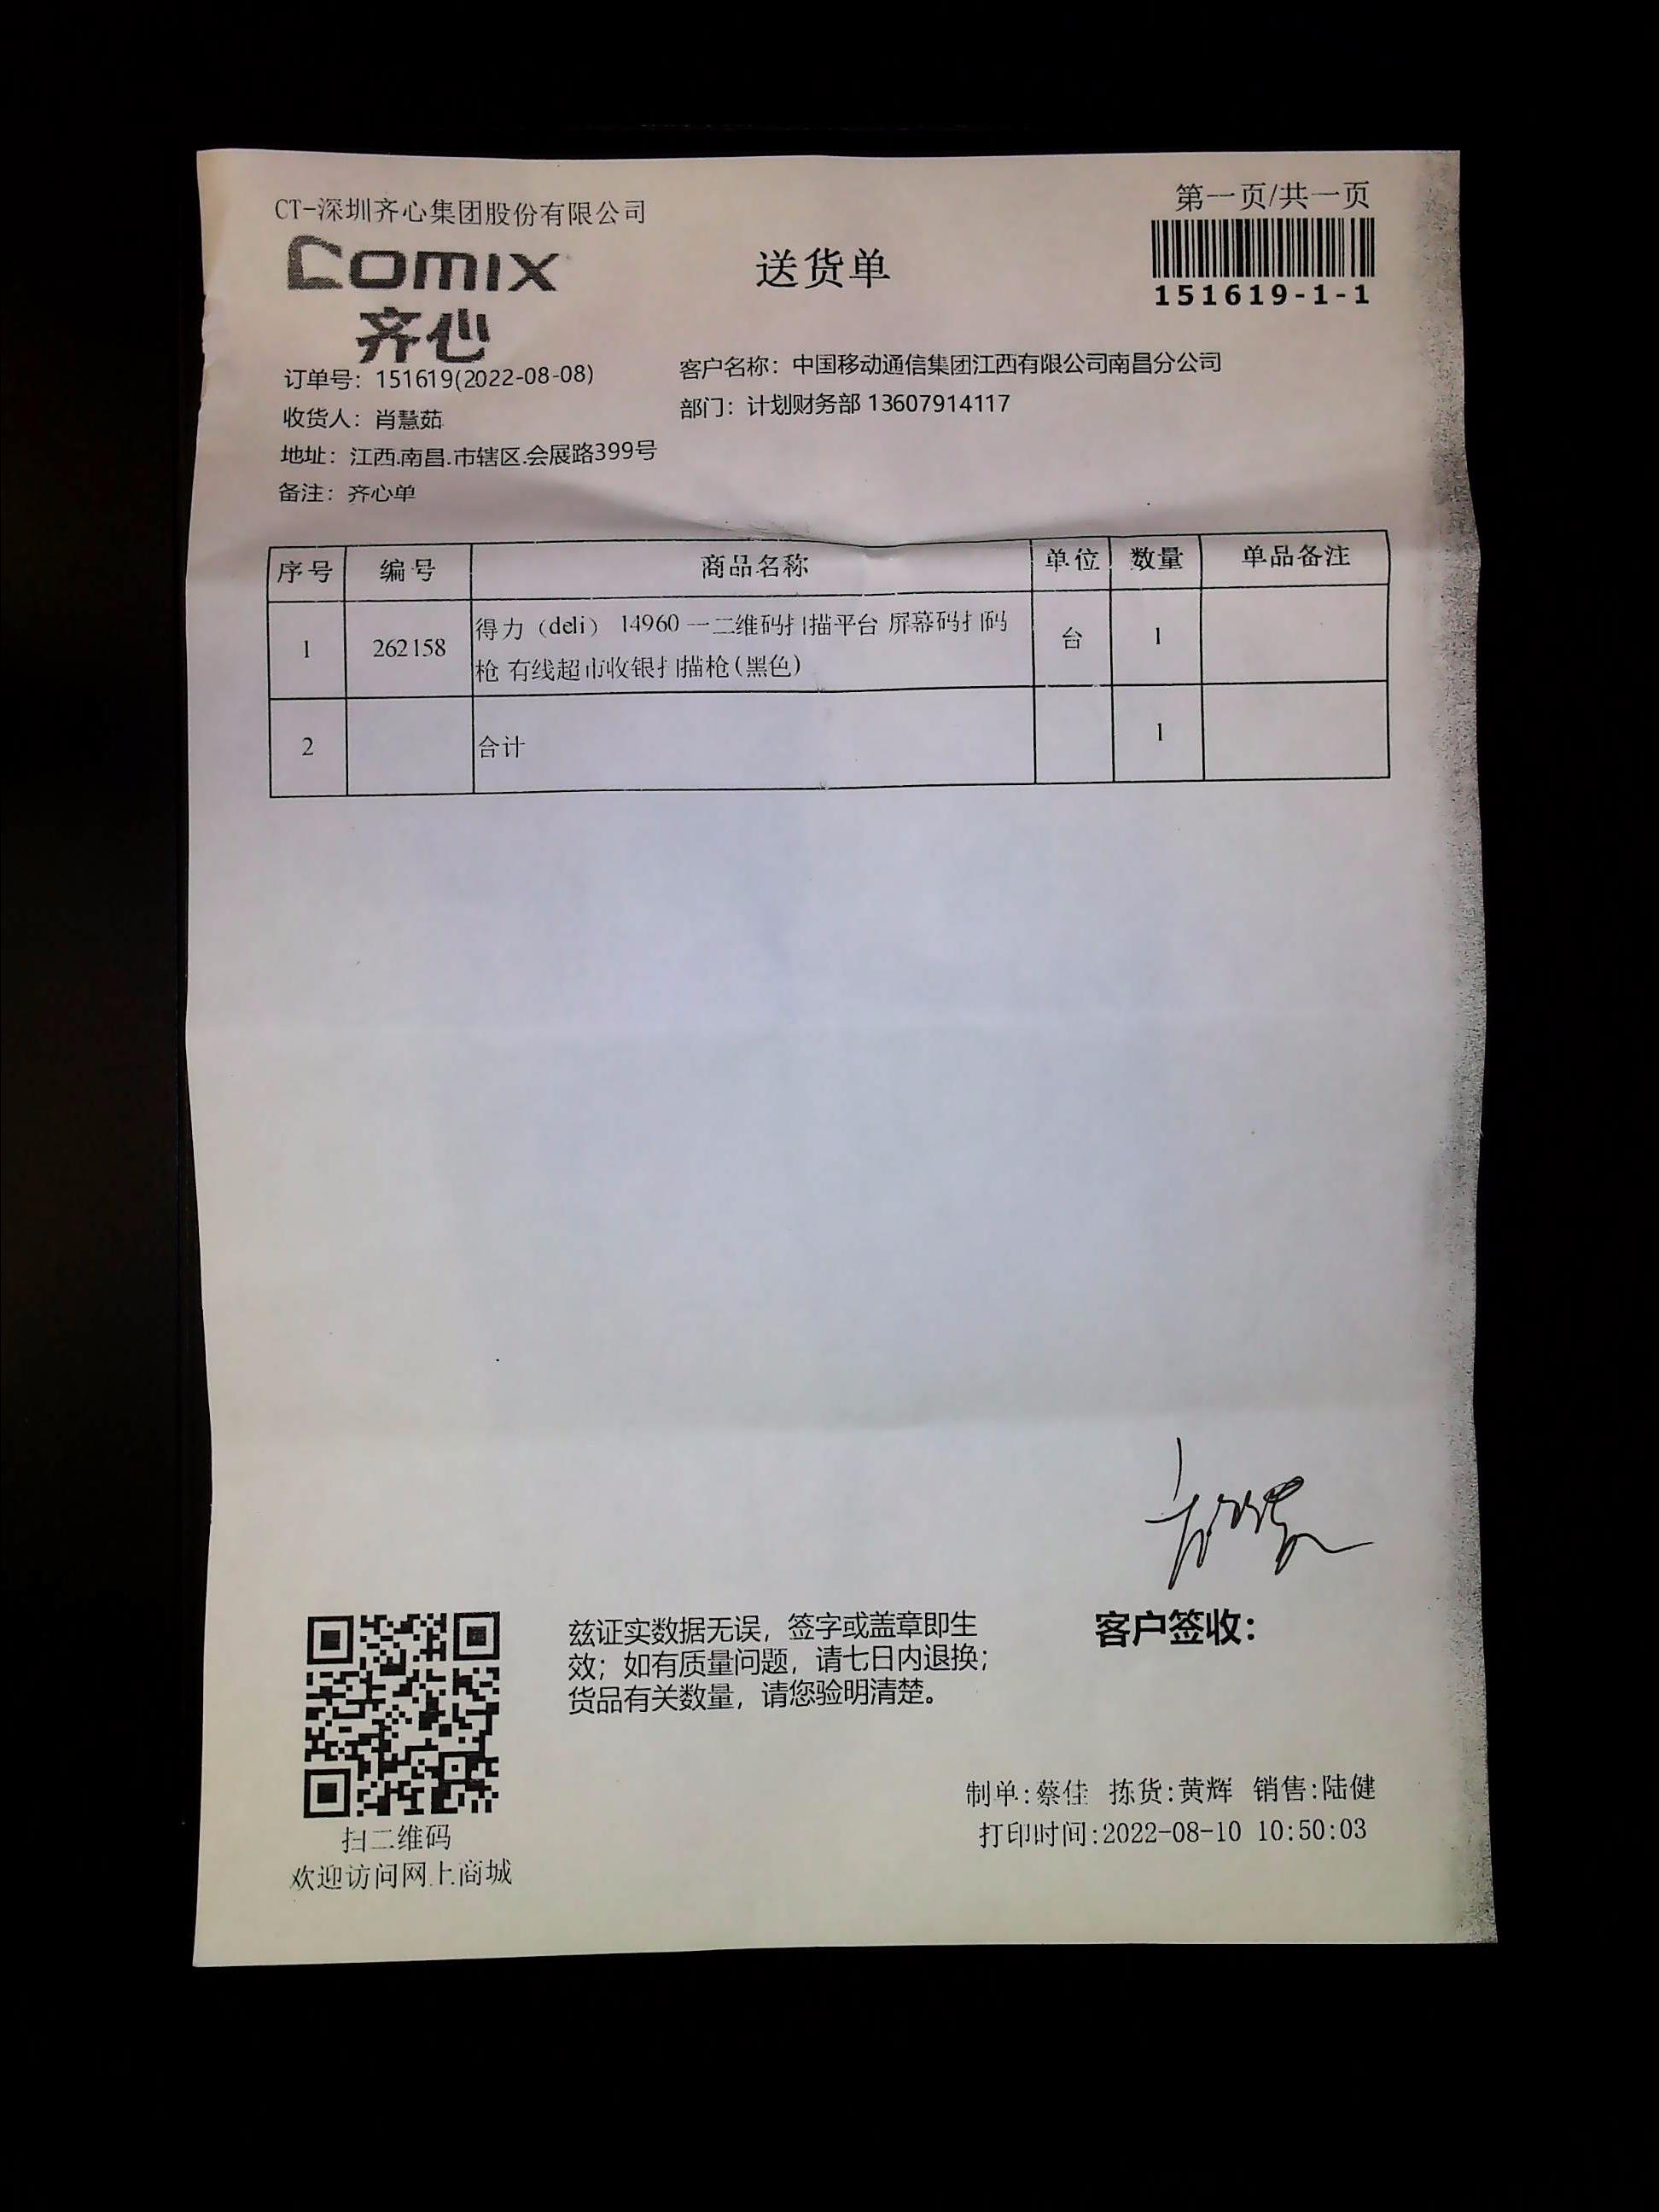 CT-深圳齐心集团股份有限公司
第一页/共一页
comix
齐心
送货单
151619-1-1
订单号：151619(2022-08-08)
客户名称：中国移动通信集团江西有限公司南昌分公司
收货人：肖慧茹
部门：计划财务部 13607914117
地址：江西.南昌.市辖区.会展路399号
备注：齐心单
序号 编号 商品名称 单位 数量 单品备注
1 262158 得力（deli） 14960 一二维码扫描平台 屏幕码扫码 台 1
枪 有线超市收银扫描枪(黑色)
2 合计 1
兹证实数据无误，签字或盖章即生
效；如有质量问题，请七日内退换；
货品有关数量，请您验明清楚。
客户签收：
扫二维码
欢迎访问网上商城
制单:蔡佳 拣货:黄辉 销售:陆健
打印时间:2022-08-10 10:50:03